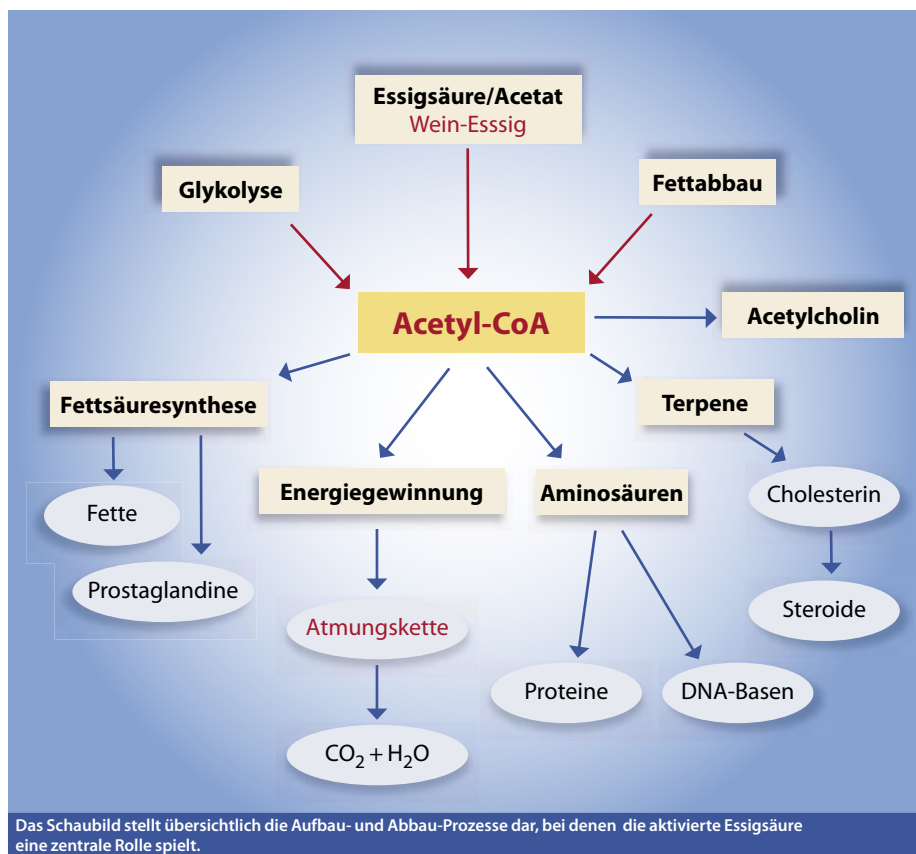 Essigsäure/Acetat
Wein-Esssig
Glykolyse
Fettabbau
Acetyl-CoA
Acetylcholin
Fettsäuresynthese
Terpene
Energiegewinnung
Aminosäuren
Cholesterin
Fette
Prostaglandine
Steroide
Atmungskette
Proteine
DNA-Basen
CO₂ + H₂O
Das Schaubild stellt übersichtlich die Aufbau- und Abbau-Prozesse dar, bei denen die aktivierte Essigsäure
eine zentrale Rolle spielt.